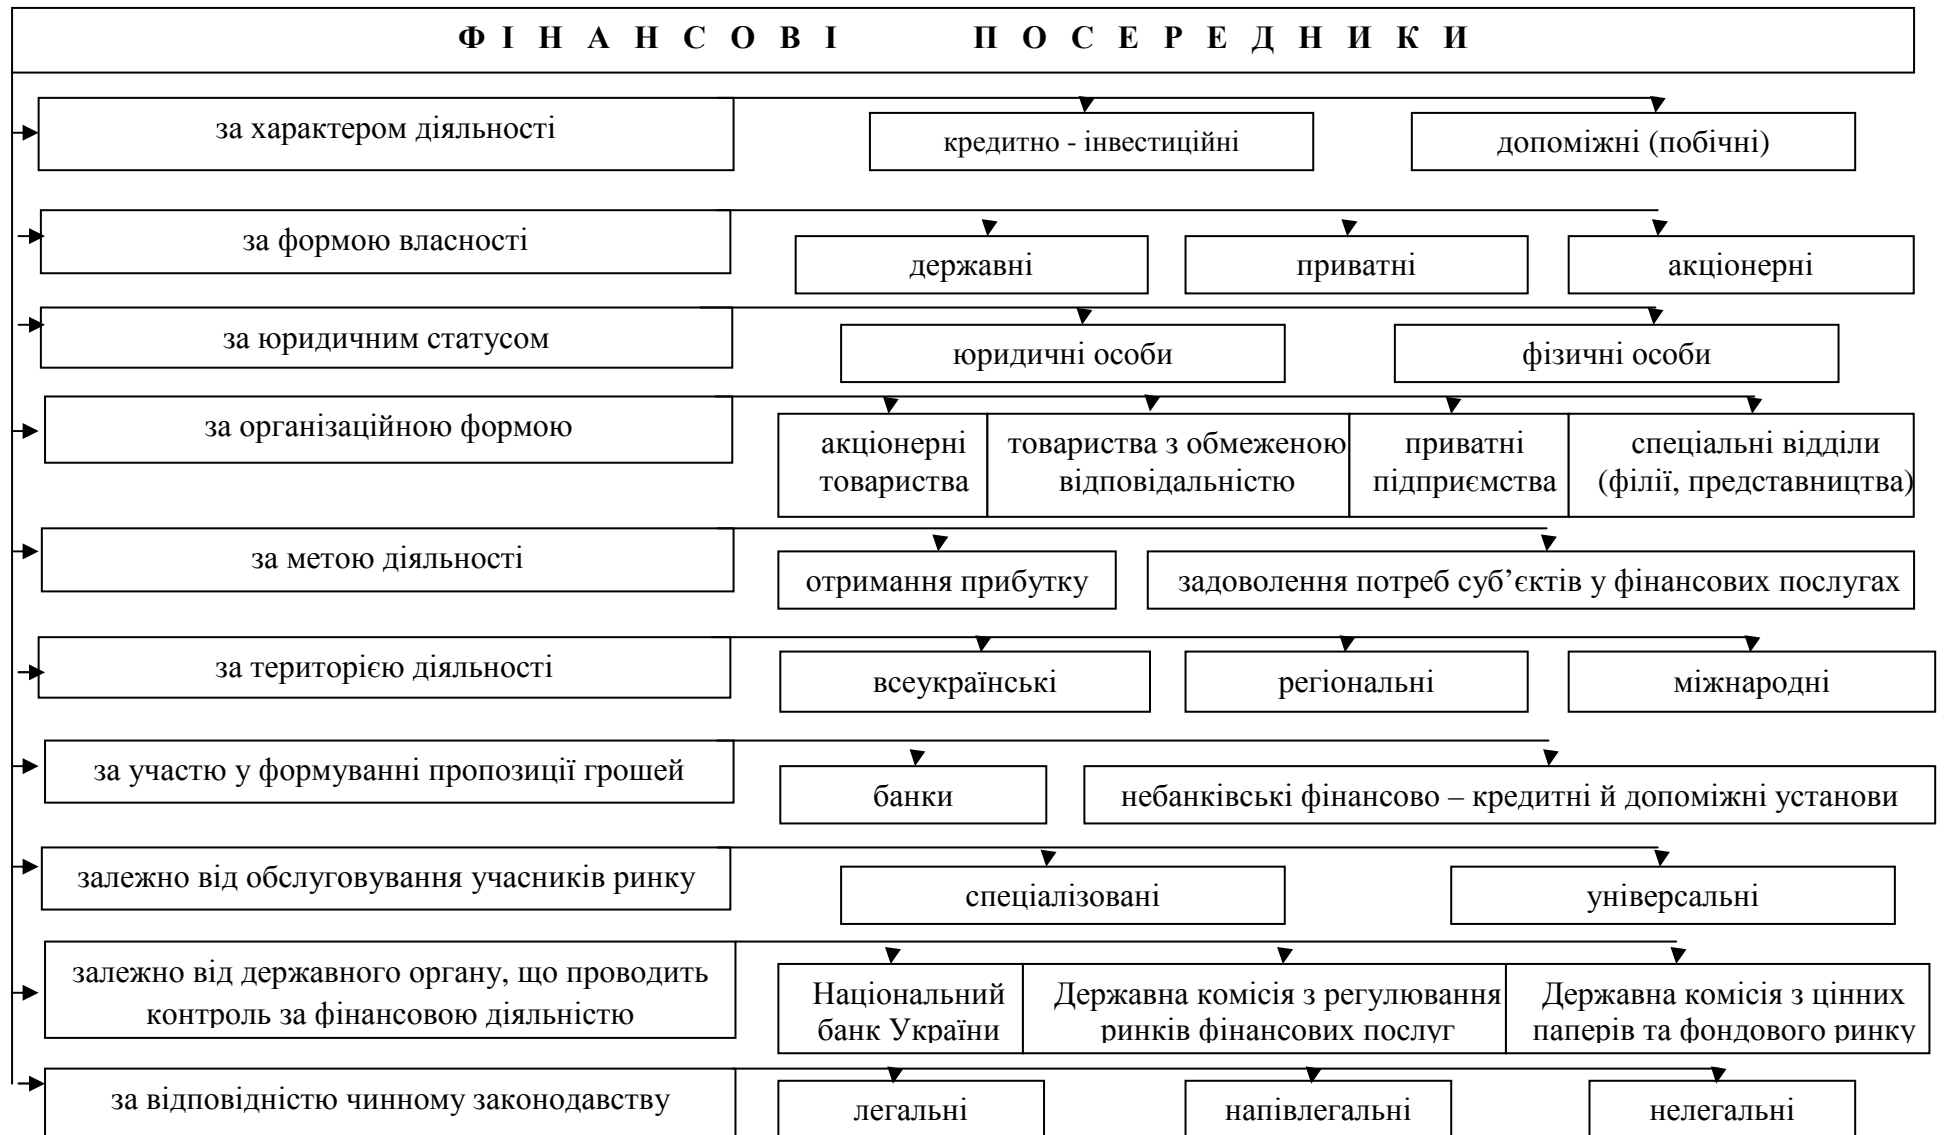 ФІНАНСОВІ ПОСЕРЕДНИКИ
за характером діяльності
кредитно - інвестиційні
допоміжні (побічні)
за формою власності
державні
приватні
акціонерні
за юридичним статусом
юридичні особи
фізичні особи
за організаційною формою
акціонерні
товариства
товариства з обмеженою
відповідальністю
приватні
підприємства
спеціальні відділи
(філії, представництва)
за метою діяльності
отримання прибутку
задоволення потреб суб’єктів у фінансових послугах
за територією діяльності
всеукраїнські
регіональні
міжнародні
за участю у формуванні пропозиції грошей
банки
небанківські фінансово – кредитні й допоміжні установи
залежно від обслуговування учасників ринку
спеціалізовані
універсальні
залежно від державного органу, що проводить
контроль за фінансовою діяльністю
Національний
банк України
Державна комісія з регулювання
ринків фінансових послуг
Державна комісія з цінних
паперів та фондового ринку
за відповідністю чинному законодавству
легальні
напівлегальні
нелегальні